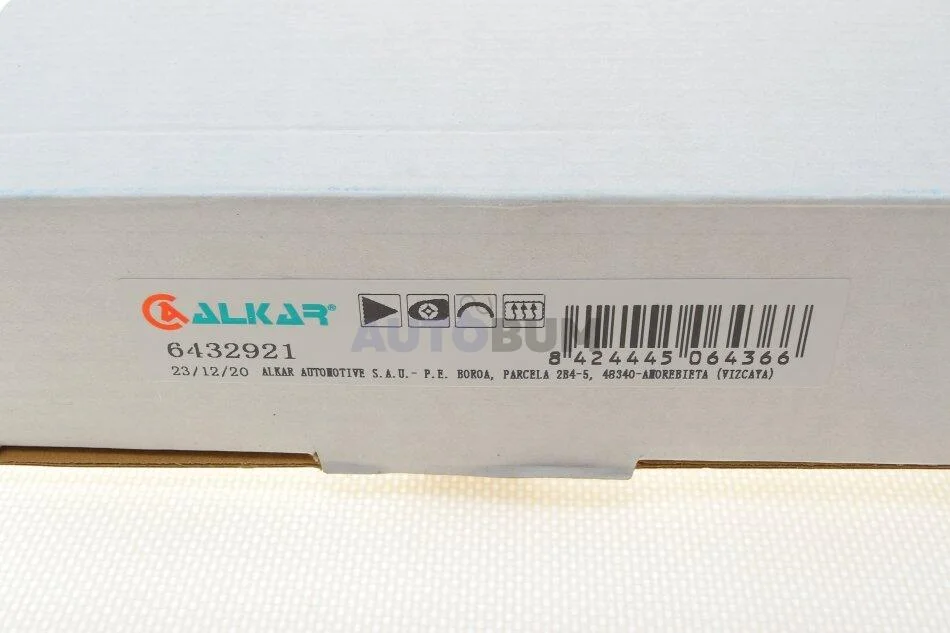 ALKAR®
6432921
23/12/20 ALKAR AUTOMOTIVE S.A.U.- P.E. BOROA, PARCELA 2B4-5, 48340-AMOREBIETA (VIZCAYA)
8 424445 064366
AUTOBUM